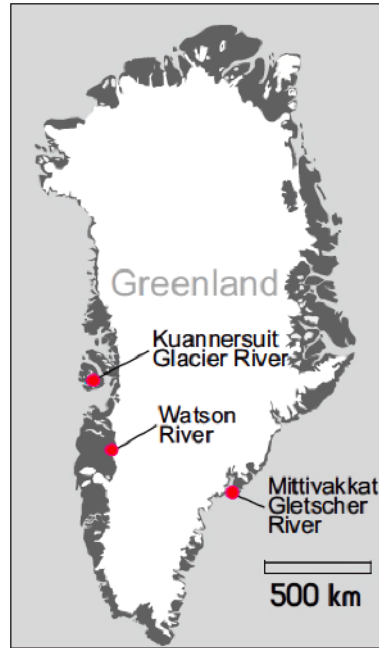 Greenland
Kuannersuit
Glacier River
Watson
River
Mittivakkat
Gletscher
River
500 km